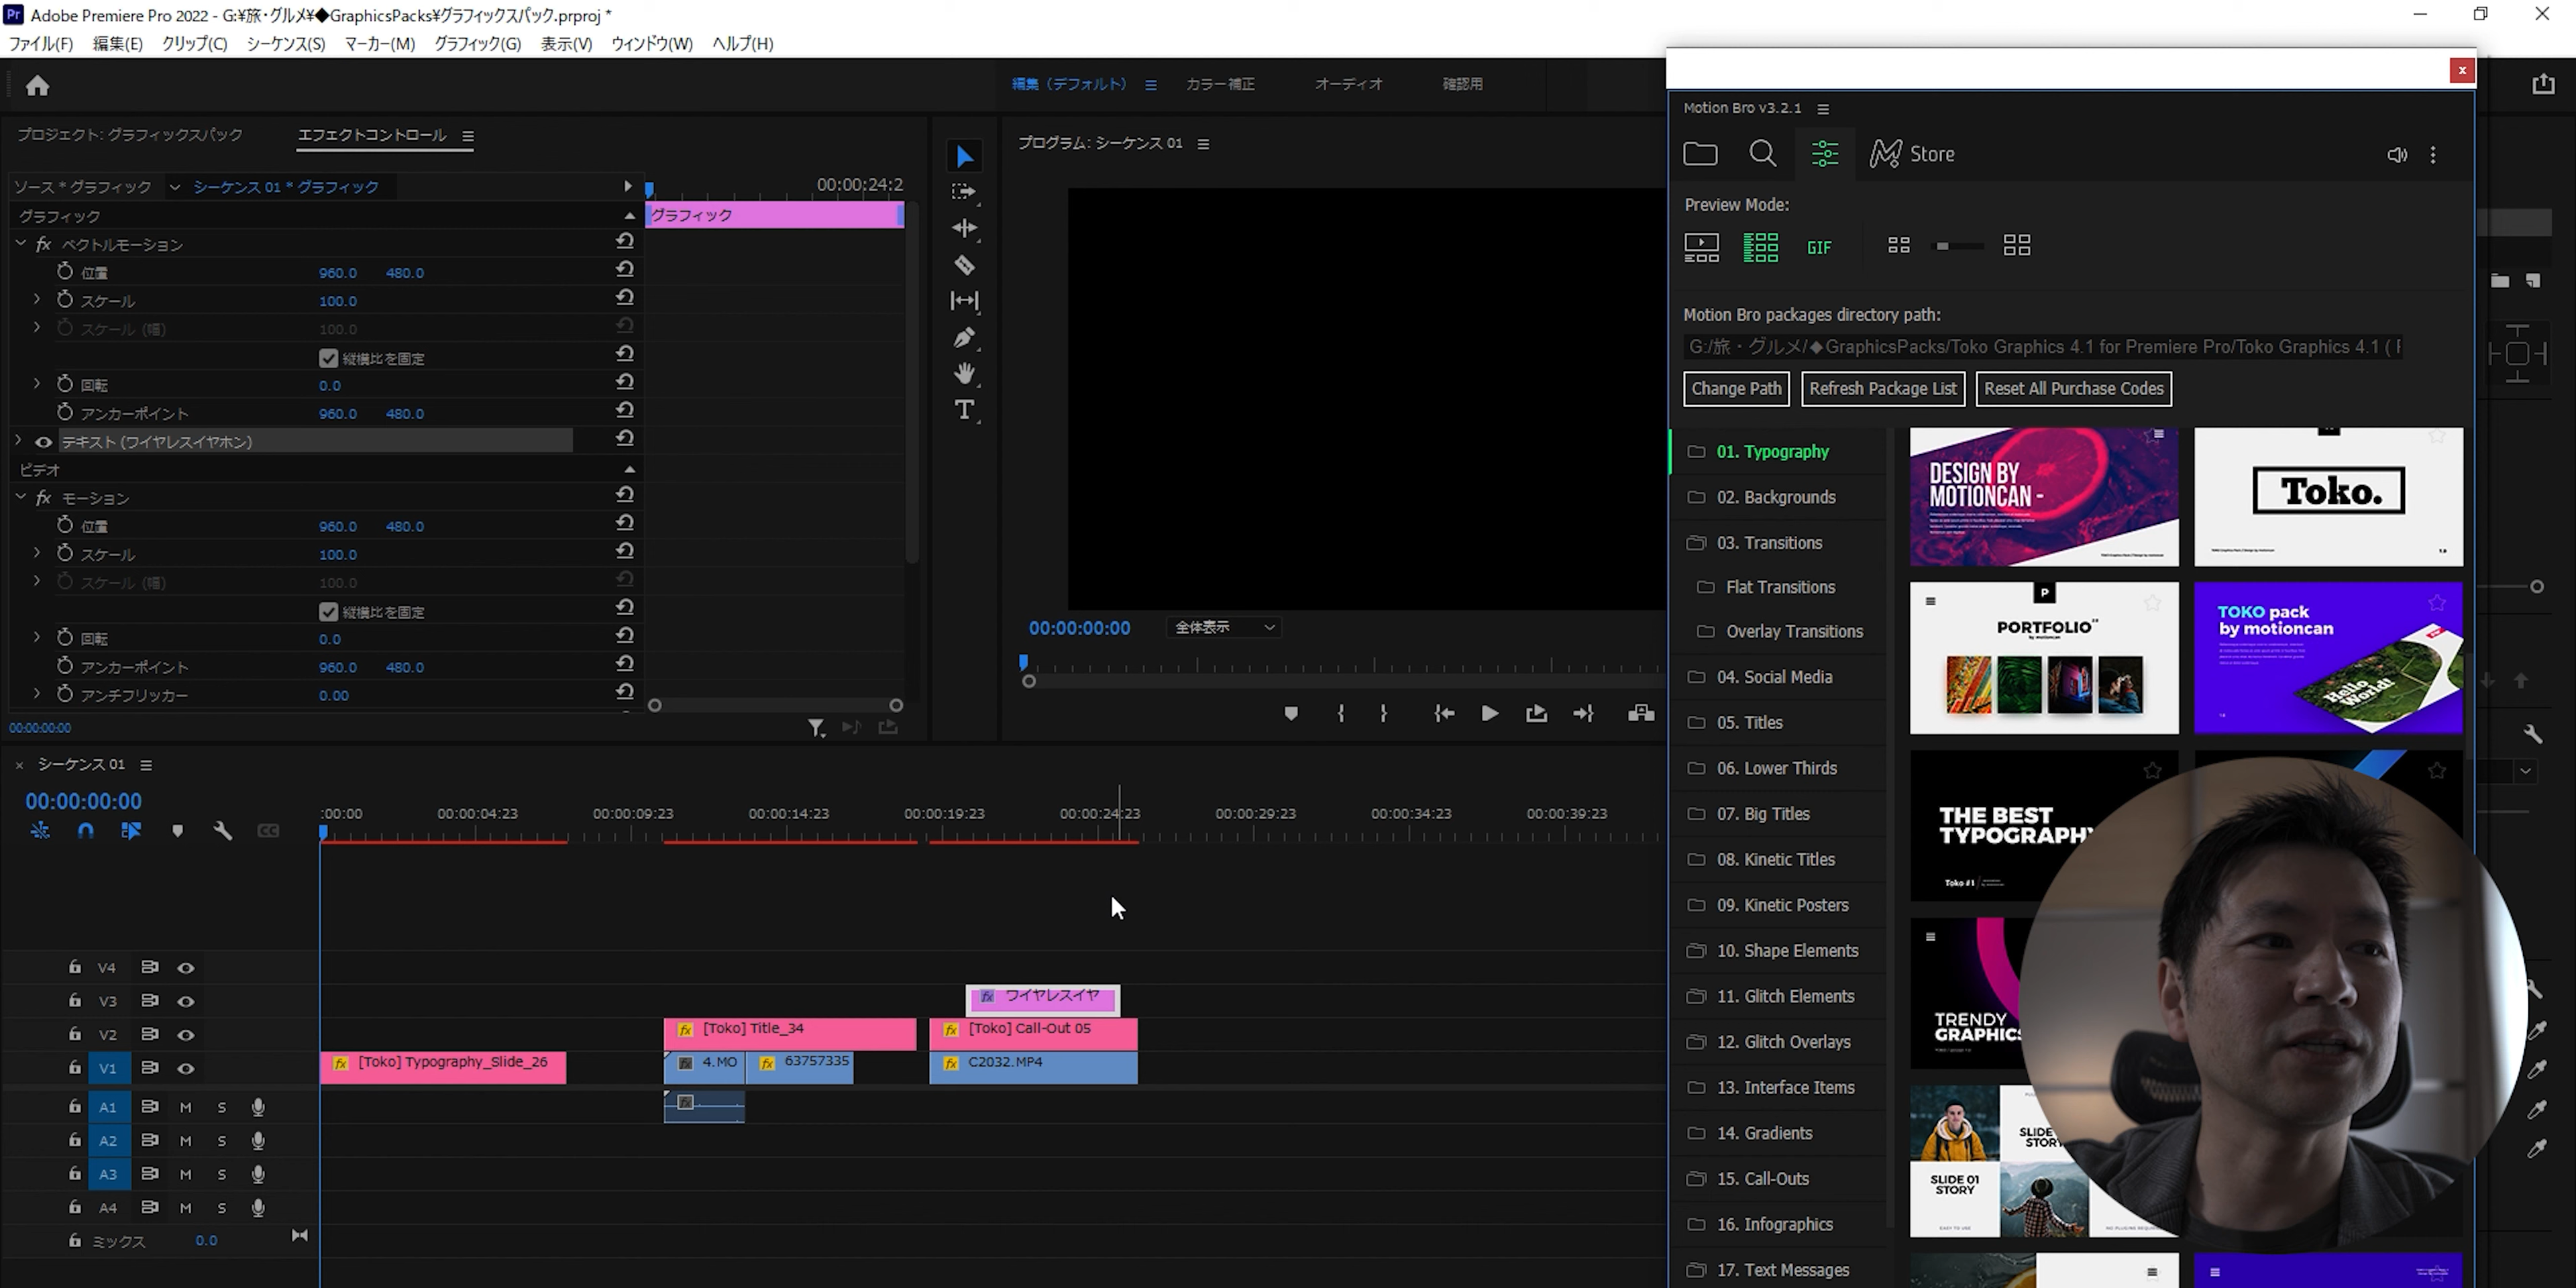 Adobe Premiere Pro 2022 - G:¥旅・グルメ¥◆GraphicsPacks¥グラフィックスパック.prproj *
ファイル(F) 編集(E) クリップ(C) シーケンス(S) マーカー(M) グラフィック(G) 表示(V) ウィンドウ(W) ヘルプ(H)
編集（デフォルト） カラー補正 オーディオ 確認用
プロジェクト: グラフィックスパック エフェクトコントロール
ソース * グラフィック シーケンス 01 * グラフィック 00:00:24:2
グラフィック グラフィック
fx ベクトルモーション
位置 960.0 480.0
スケール 100.0
スケール (幅) 100.0
縦横比を固定
回転 0.0
アンカーポイント 960.0 480.0
テキスト (ワイヤレスイヤホン)
ビデオ
fx モーション
位置 960.0 480.0
スケール 100.0
スケール (幅) 100.0
縦横比を固定
回転 0.0
アンカーポイント 960.0 480.0
アンチフリッカー 0.00
00:00:00:00
プログラム: シーケンス 01
00:00:00:00 全体表示
× シーケンス 01
00:00:00:00
:00:00 00:00:04:23 00:00:09:23 00:00:14:23 00:00:19:23 00:00:24:23 00:00:29:23 00:00:34:23 00:00:39:23
V4
V3 fx ワイヤレスイヤ
V2 fx [Toko] Title_34 fx [Toko] Call-Out 05
V1 fx [Toko] Typography_Slide_26 fx 4.MO fx 63757335 fx C2032.MP4
A1 M S
A2 M S
A3 M S
A4 M S
ミックス 0.0
Motion Bro v3.2.1
Store
Preview Mode:
GIF
Motion Bro packages directory path:
G:/旅・グルメ/◆GraphicsPacks/Toko Graphics 4.1 for Premiere Pro/Toko Graphics 4.1 (
Change Path Refresh Package List Reset All Purchase Codes
01. Typography
02. Backgrounds
03. Transitions
Flat Transitions
Overlay Transitions
04. Social Media
05. Titles
06. Lower Thirds
07. Big Titles
08. Kinetic Titles
09. Kinetic Posters
10. Shape Elements
11. Glitch Elements
12. Glitch Overlays
13. Interface Items
14. Gradients
15. Call-Outs
16. Infographics
17. Text Messages
DESIGN BY
MOTIONCAN -
Toko.
P
PORTFOLIO
by motioncan
TOKO pack
by motioncan
Hello
World!
THE BEST
TYPOGRAPHY
Toko #1
TRENDY
GRAPHICS
SLIDE
STORY
SLIDE 01
STORY
EASY TO USE